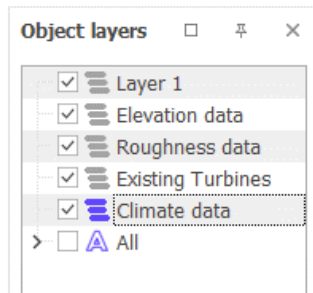 Object layers
Layer 1
Elevation data
Roughness data
Existing Turbines
Climate data
All